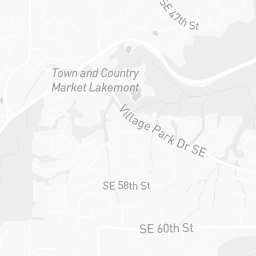 SE 47th St
Town and Country
Market Lakemont
Village Park Dr SE
SE 58th St
SE 60th St